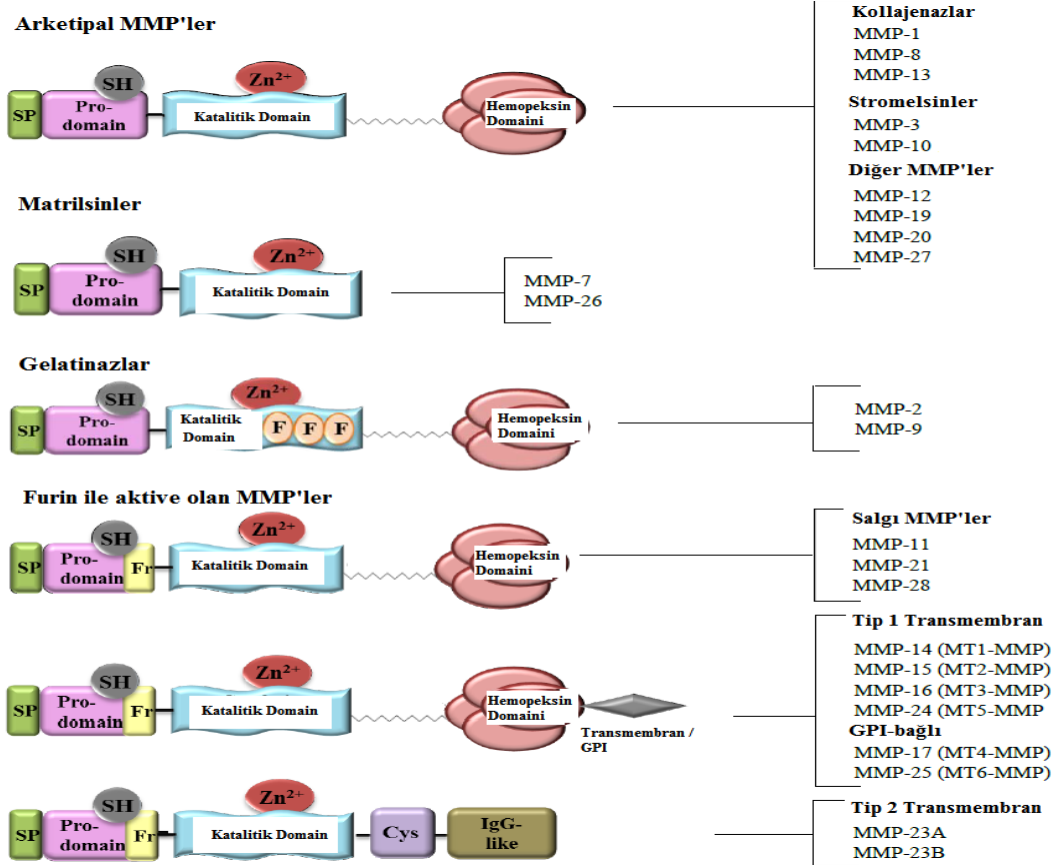 Arketipal MMP'ler
SP
Pro-
domain
SH
Katalitik Domain
Zn2+
Hemopeksin
Domaini
Kollajenazlar
MMP-1
MMP-8
MMP-13
Stromelsinler
MMP-3
MMP-10
Diğer MMP'ler
MMP-12
MMP-19
MMP-20
MMP-27
Matrilsinler
SP
Pro-
domain
SH
Katalitik Domain
Zn2+
MMP-7
MMP-26
Gelatinazlar
SP
Pro-
domain
SH
Katalitik
Domain
Zn2+
F F F
Hemopeksin
Domaini
MMP-2
MMP-9
Furin ile aktive olan MMP'ler
SP
Pro-
domain
SH
Fr
Katalitik Domain
Zn2+
Hemopeksin
Domaini
Salgı MMP'ler
MMP-11
MMP-21
MMP-28
SP
Pro-
domain
SH
Fr
Katalitik Domain
Zn2+
Hemopeksin
Domaini
Transmembran /
GPI
Tip 1 Transmembran
MMP-14 (MT1-MMP)
MMP-15 (MT2-MMP)
MMP-16 (MT3-MMP)
MMP-24 (MT5-MMP
GPI-bağlı
MMP-17 (MT4-MMP)
MMP-25 (MT6-MMP)
SP
Pro-
domain
SH
Fr
Katalitik Domain
Zn2+
Cys
IgG-
like
Tip 2 Transmembran
MMP-23A
MMP-23B